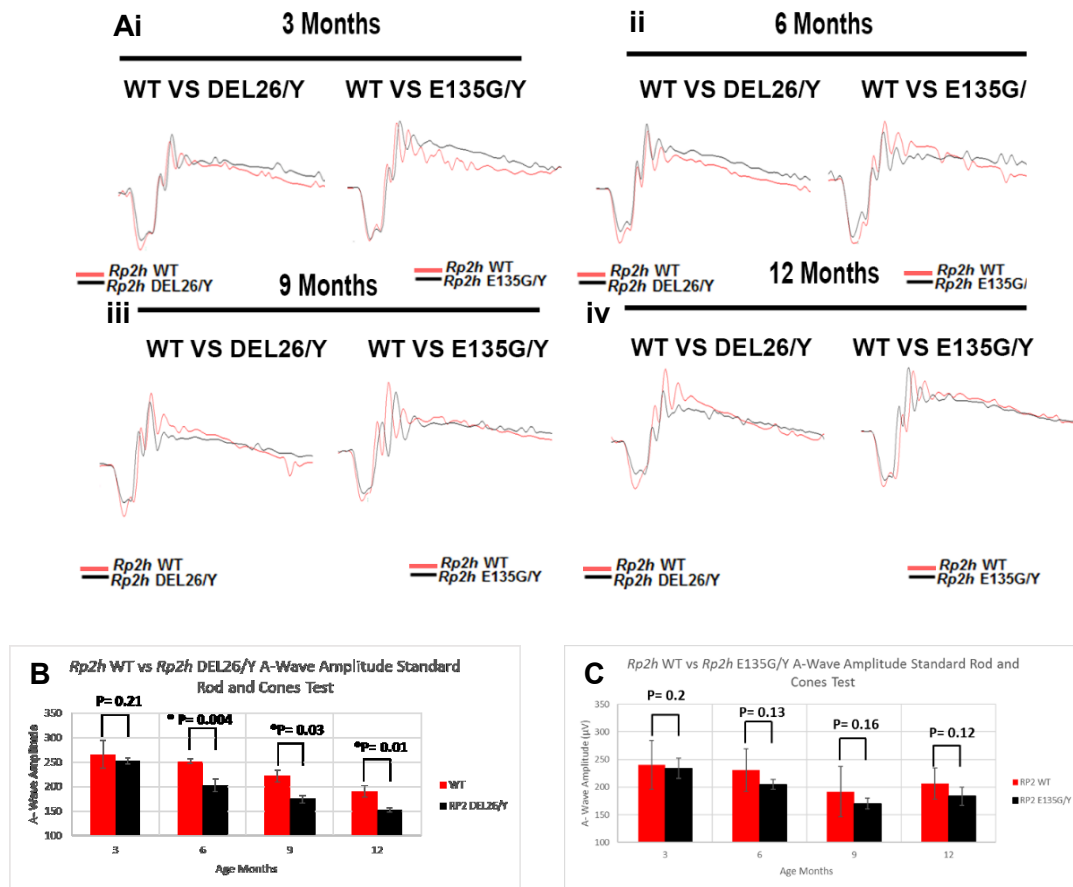 Ai
3 Months
WT VS DEL26/Y
WT VS E135G/Y
Rp2h WT
Rp2h DEL26/Y
Rp2h WT
Rp2h E135G/Y
ii
6 Months
WT VS DEL26/Y
WT VS E135G/
Rp2h WT
Rp2h DEL26/Y
Rp2h WT
Rp2h E135G/
iii
9 Months
WT VS DEL26/Y
WT VS E135G/Y
Rp2h WT
Rp2h DEL26/Y
Rp2h WT
Rp2h E135G/Y
iv
12 Months
WT VS DEL26/Y
WT VS E135G/Y
Rp2h WT
Rp2h DEL26/Y
Rp2h WT
Rp2h E135G/Y
B
Rp2h WT vs Rp2h DEL26/Y A-Wave Amplitude Standard
Rod and Cones Test
P= 0.21
* P= 0.004
*P= 0.03
*P= 0.01
A- Wave Amplitude
350
300
250
200
150
100
3
6
9
12
Age Months
WT
RP2 DEL26/Y
C
Rp2h WT vs Rp2h E135G/Y A-Wave Amplitude Standard Rod and
Cones Test
P= 0.2
P= 0.13
P= 0.16
P= 0.12
A- Wave Amplitude (µV)
350
300
250
200
150
100
3
6
9
12
Age Months
RP2 WT
RP2 E135G/Y